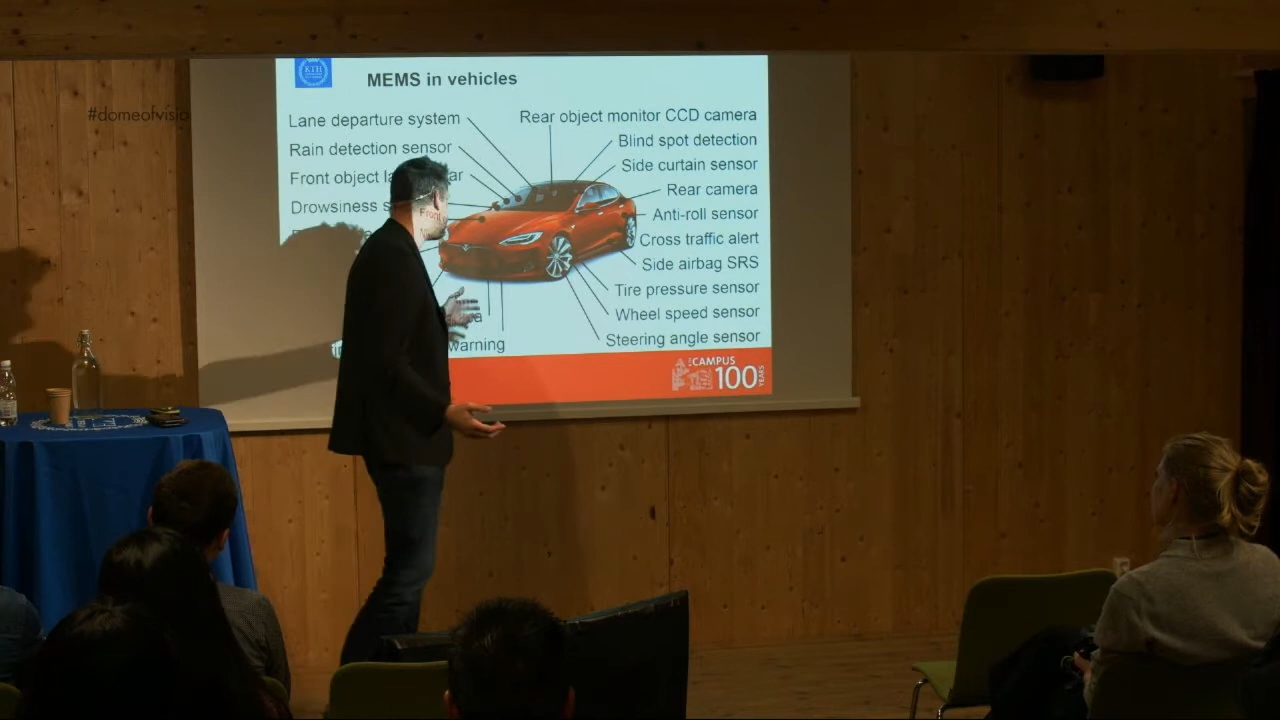 KTH
MEMS in vehicles
#domeofvisio
Lane departure system
Rain detection sensor
Front object
Drowsiness
Front
warning
Rear object monitor CCD camera
Blind spot detection
Side curtain sensor
Rear camera
Anti-roll sensor
Cross traffic alert
Side airbag SRS
Tire pressure sensor
Wheel speed sensor
Steering angle sensor
CAMPUS
100
YEARS